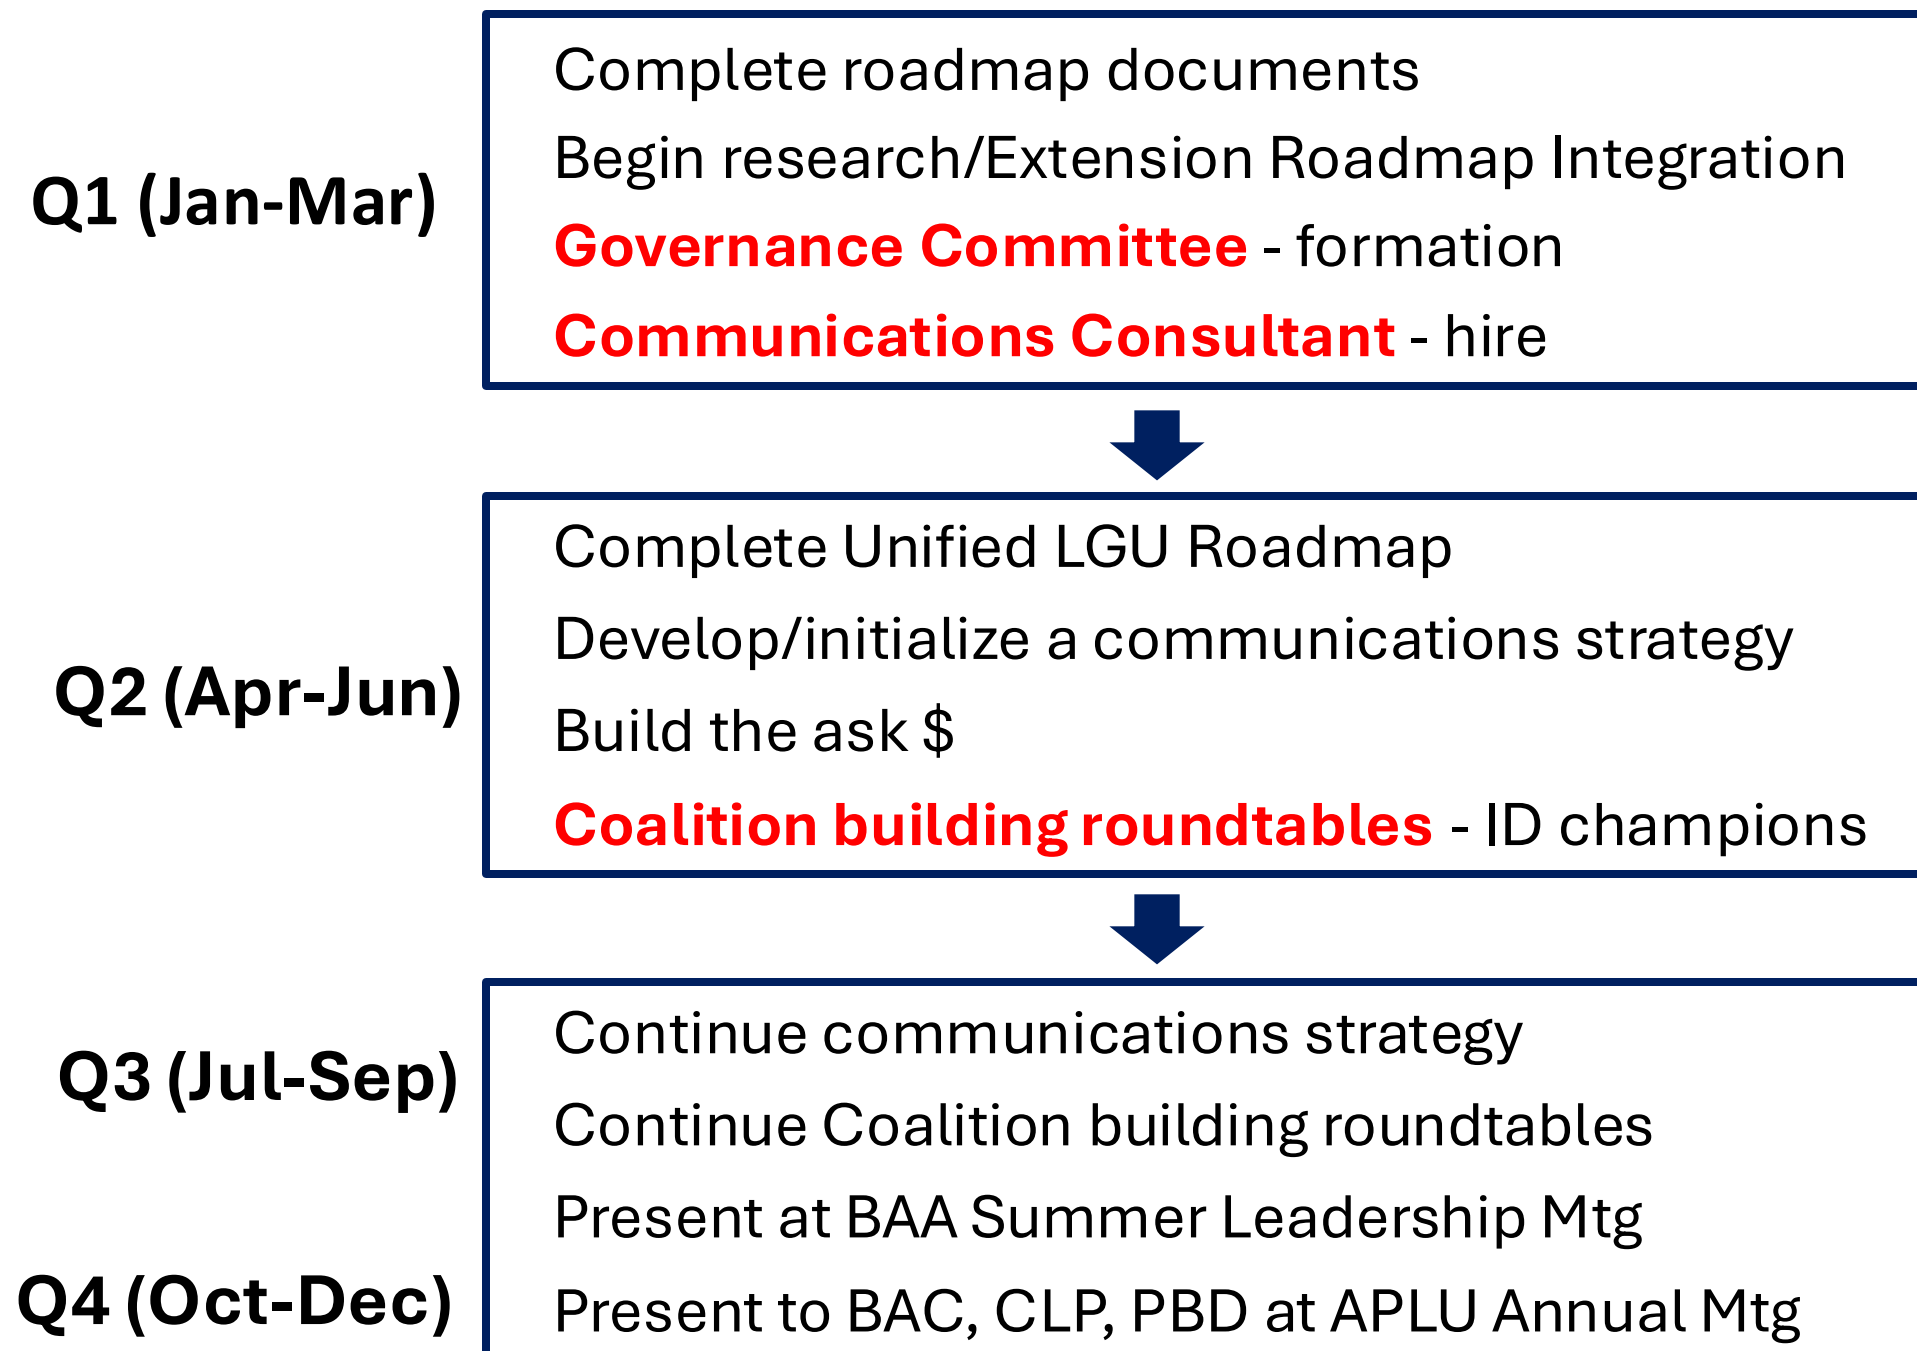 Q1 (Jan-Mar)
Complete roadmap documents
Begin research/Extension Roadmap Integration
Governance Committee - formation
Communications Consultant - hire
Q2 (Apr-Jun)
Complete Unified LGU Roadmap
Develop/initialize a communications strategy
Build the ask $
Coalition building roundtables - ID champions
Q3 (Jul-Sep)
Continue communications strategy
Continue Coalition building roundtables
Present at BAA Summer Leadership Mtg
Q4 (Oct-Dec)
Present to BAC, CLP, PBD at APLU Annual Mtg